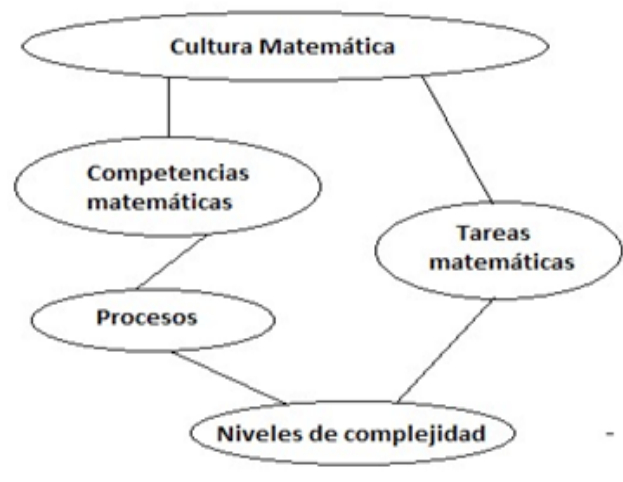 Cultura Matemática
Competencias
matemáticas
Tareas
matemáticas
Procesos
Niveles de complejidad
-